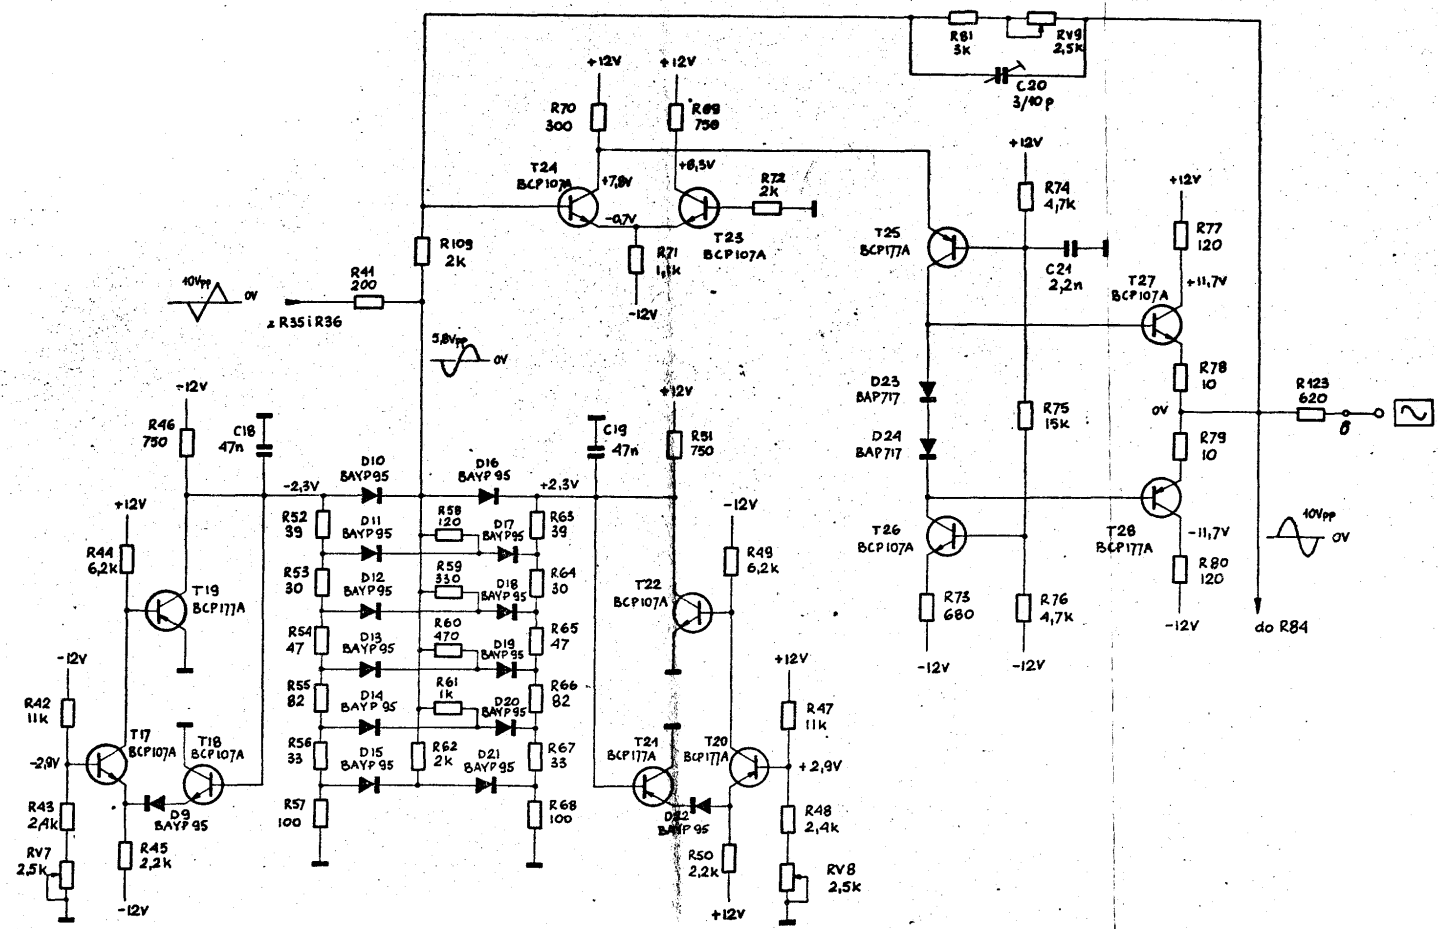 R81
3k
RV9
2,5k
C20
3/10p
+12V
+12V
R70
300
R69
750
T24
BCP107A
+7,8V
+6,3V
R72
2k
-0,7V
T23
BCP107A
R71
1,1k
-12V
R109
2k
10Vpp
0V
R41
200
z R35 i R36
5,8Vpp
0V
+12V
R74
4,7k
T25
BCP177A
C21
2,2n
+12V
R77
120
T27
BCP107A
+11,7V
R78
10
0V
R79
10
R123
620
6
D23
BAP717
D24
BAP717
R75
15k
T26
BCP107A
T28
BCP177A
-11,7V
R80
120
-12V
10Vpp
0V
do R84
R73
680
-12V
R76
4,7k
-12V
-12V
R46
750
C18
47n
-2,3V
D10
BAYP95
D16
BAYP95
+2,3V
C19
47n
+12V
R51
750
+12V
R44
6,2k
T19
BCP177A
R52
39
D11
BAYP95
R58
120
D17
BAYP95
R63
39
R53
30
D12
BAYP95
R59
330
D18
BAYP95
R64
30
R54
47
D13
BAYP95
R60
470
D19
BAYP95
R65
47
R55
82
D14
BAYP95
R61
1k
D20
BAYP95
R66
82
R56
33
D15
BAYP95
R62
2k
D21
BAYP95
R67
33
R57
100
R68
100
-12V
R49
6,2k
T22
BCP107A
-12V
R42
11k
-2,9V
T17
BCP107A
T18
BCP107A
R43
2,4k
D9
BAYP95
RV7
2,5k
R45
2,2k
-12V
T21
BCP177A
T20
BCP177A
+12V
R47
11k
+2,9V
D22
BAYP95
R48
2,4k
R50
2,2k
+12V
RV8
2,5k